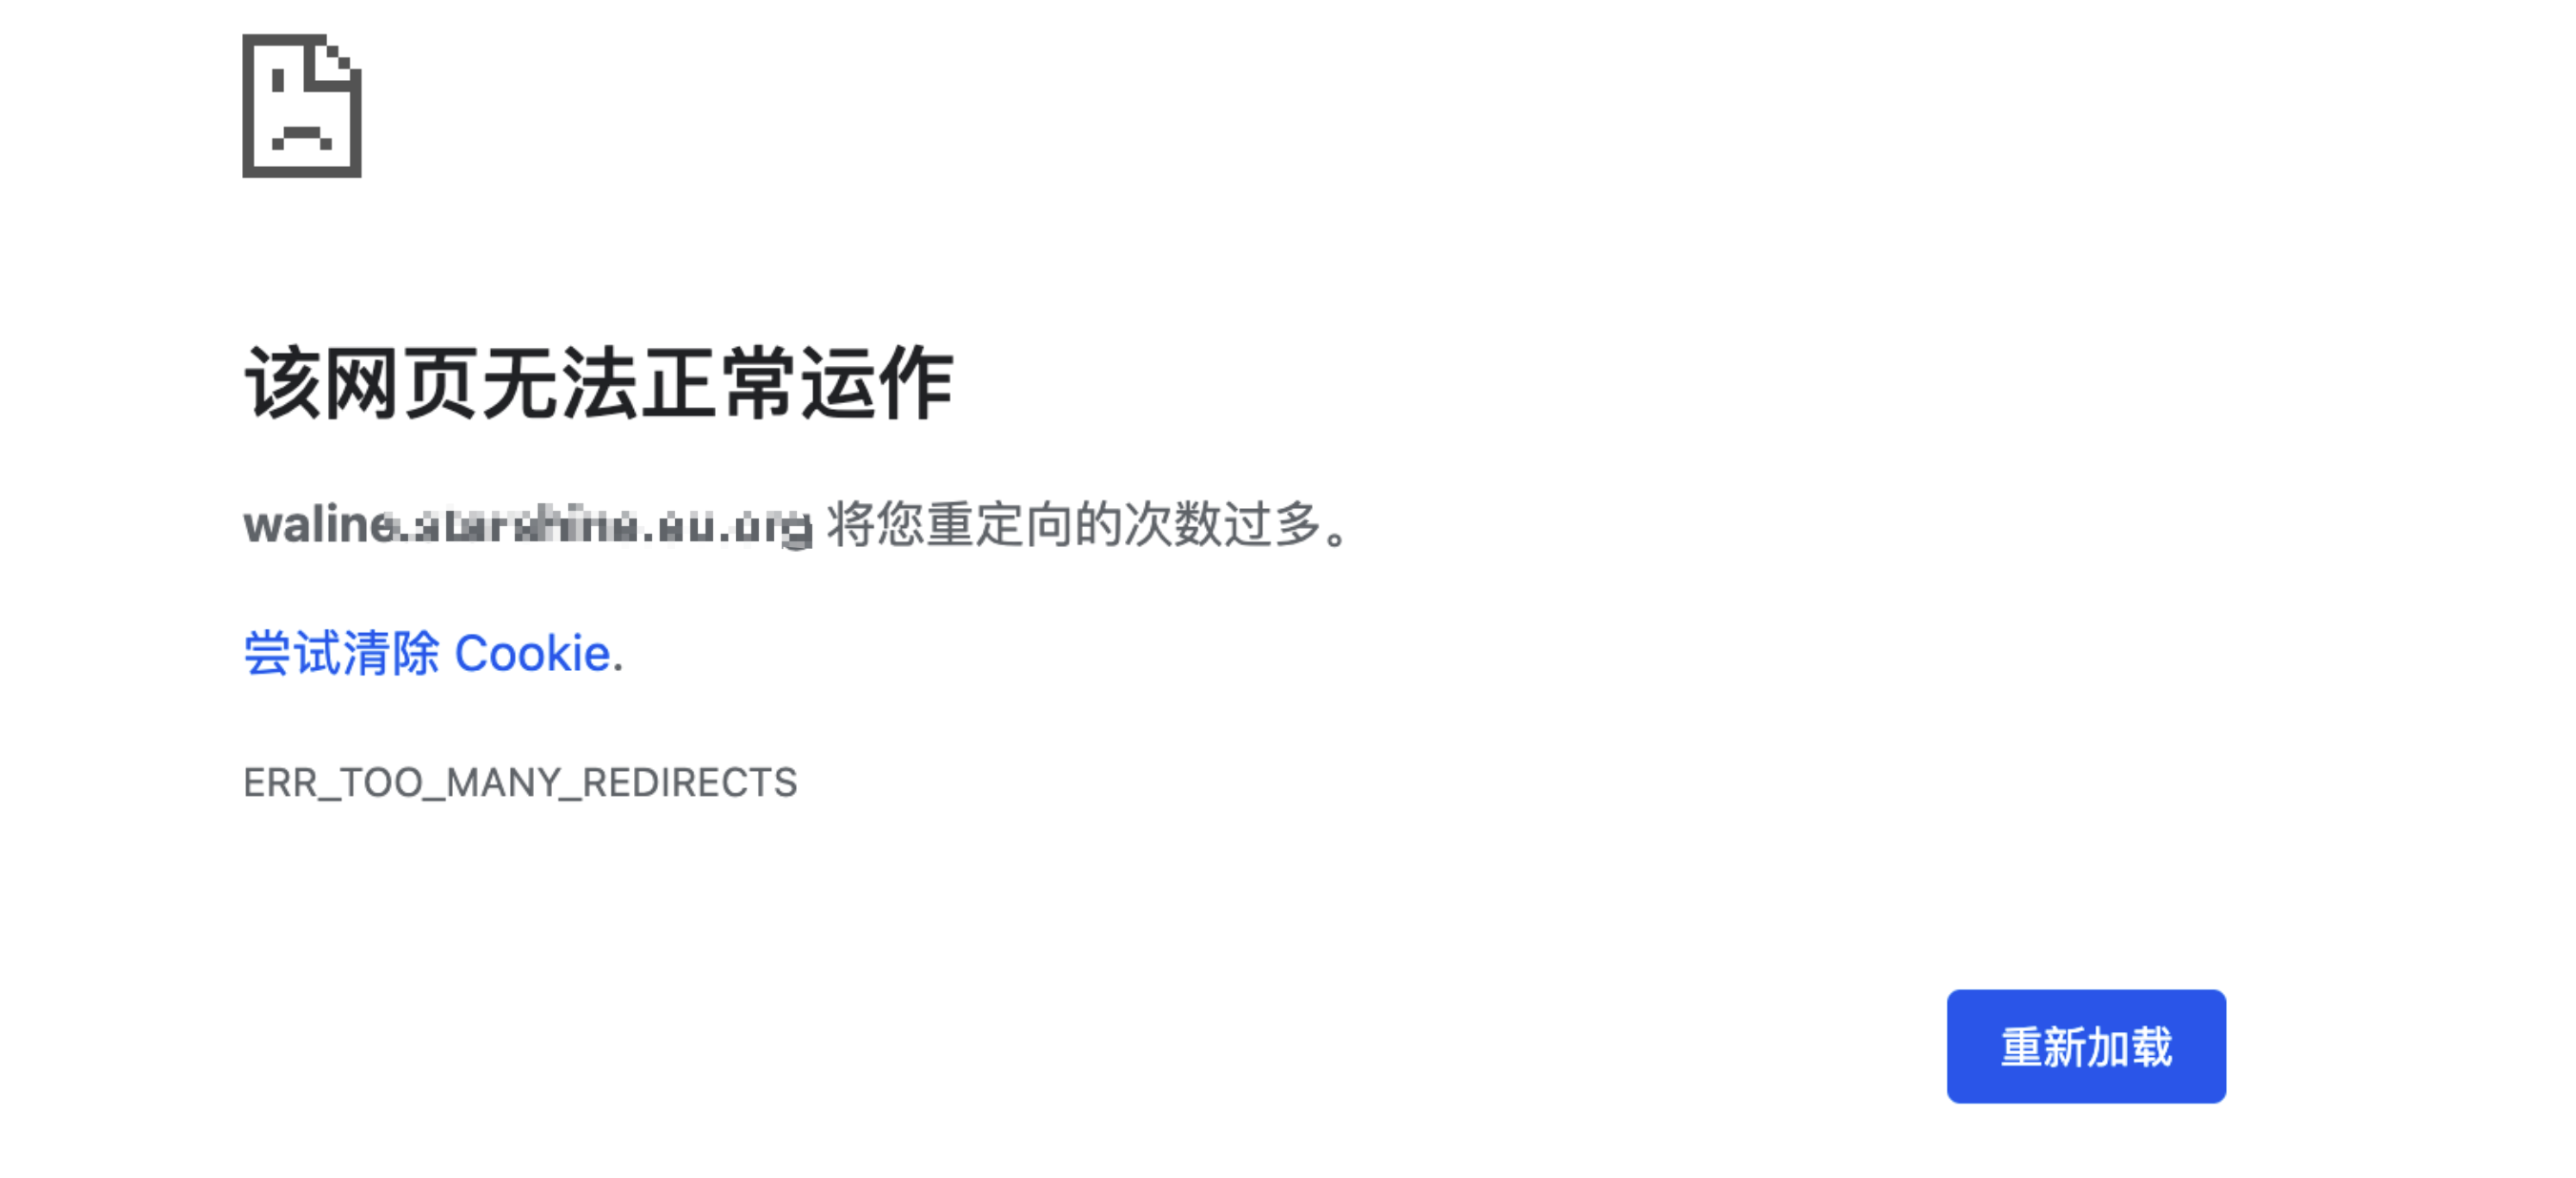 该网页无法正常运作
waline 将您重定向的次数过多。
尝试清除 Cookie.
ERR_TOO_MANY_REDIRECTS
重新加载